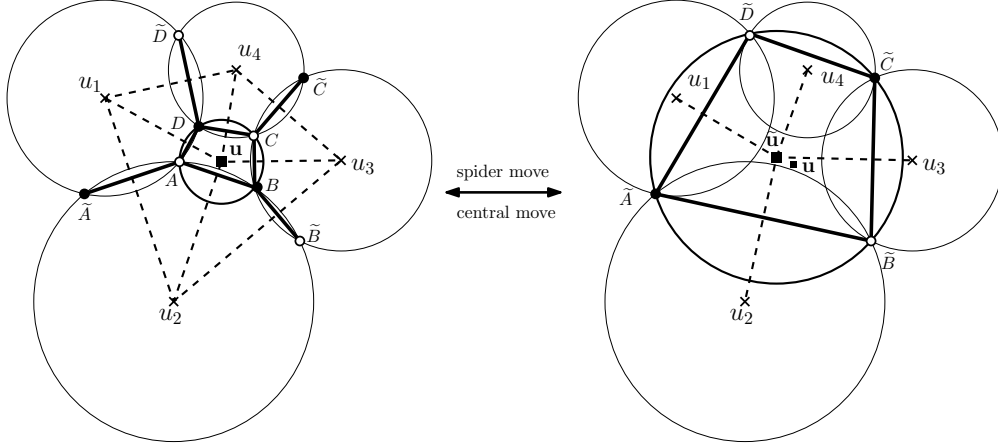 D̃
u₄
u₁
C̃
D
C
u
u₃
A
B
Ã
B̃
u₂
spider move
central move
D̃
C̃
u₁
u₄
ũ
u
u₃
Ã
B̃
u₂